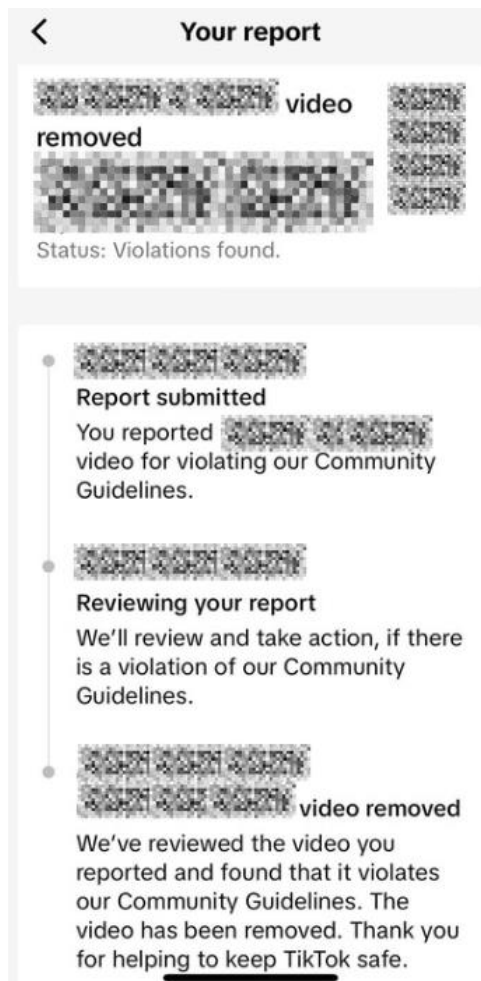 Your report
video
removed
Status: Violations found.
Report submitted
You reported
video for violating our Community
Guidelines.
Reviewing your report
We’ll review and take action, if there
is a violation of our Community
Guidelines.
video removed
We’ve reviewed the video you
reported and found that it violates
our Community Guidelines. The
video has been removed. Thank you
for helping to keep TikTok safe.